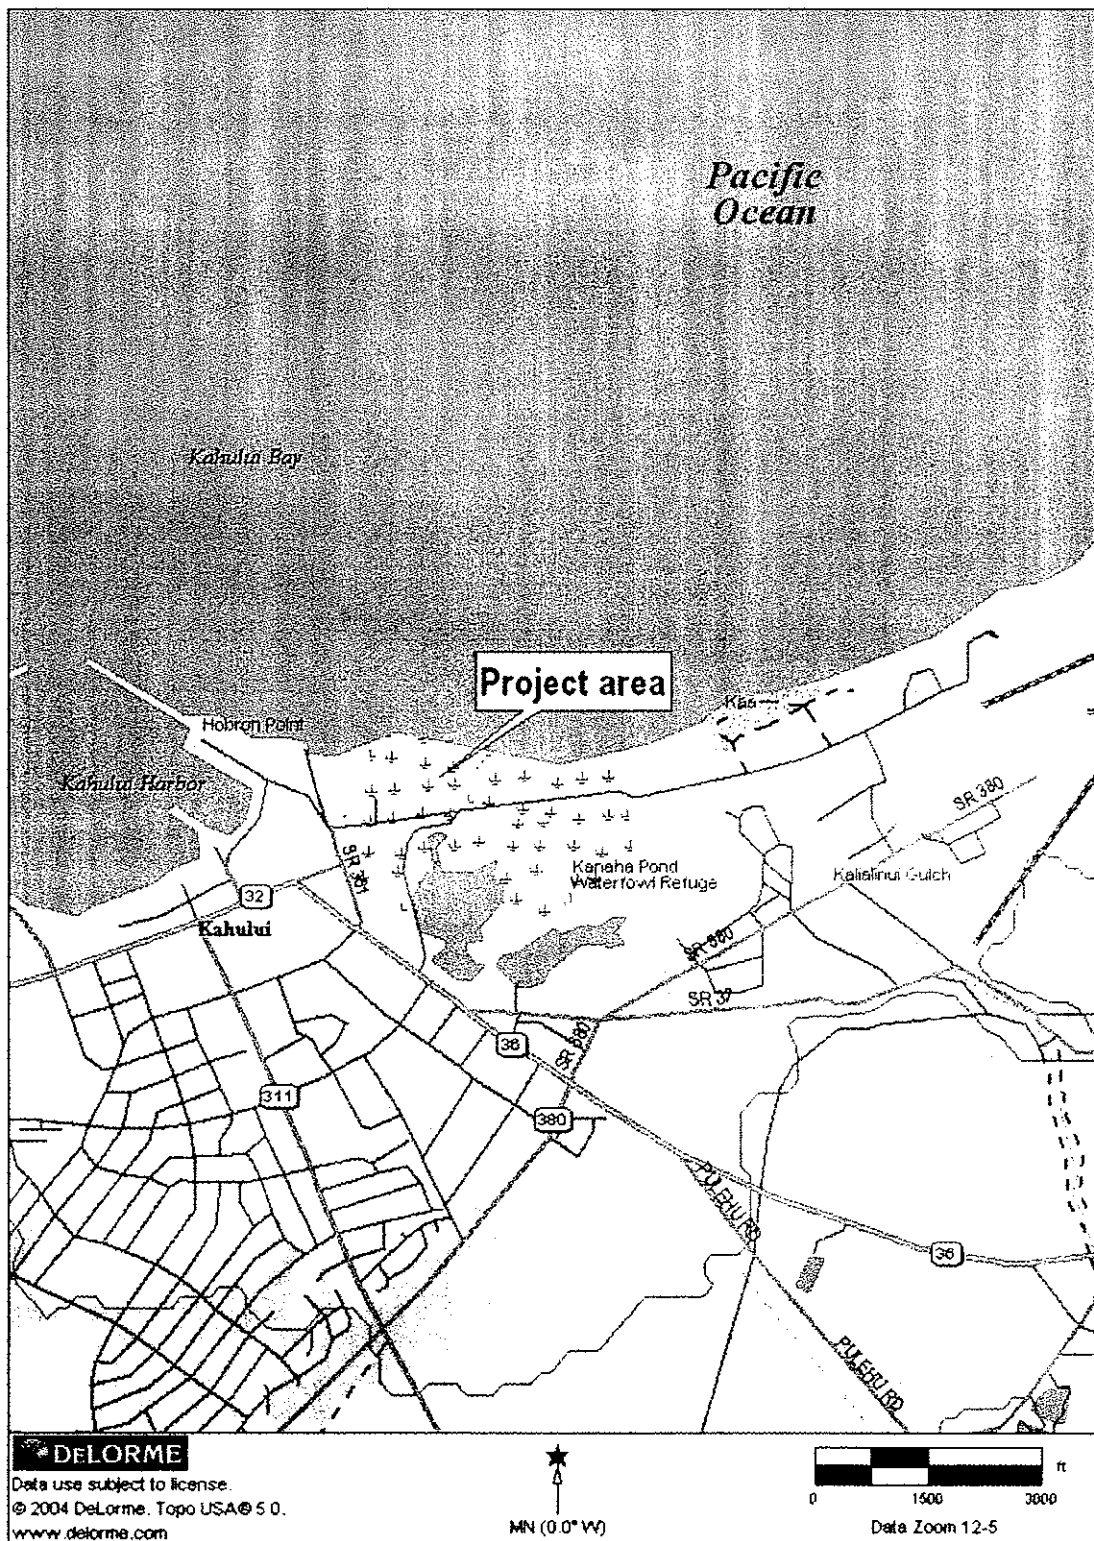 Pacific
Ocean
Kahului Bay
Project area
Kaa
Hobron Point
Kahului Harbor
SR 380
SR 361
Kanaha Pond
Waterfowl Refuge
Kalialinui Gulch
32
Kahului
SR 380
SR 37
36
SR 380
311
380
PULEHU RD
36
PULEHU RD
DELORME
Data use subject to license.
© 2004 DeLorme. Topo USA® 5.0.
www.delorme.com
MN (0.0° W)
ft
0 1500 3000
Data Zoom 12-5